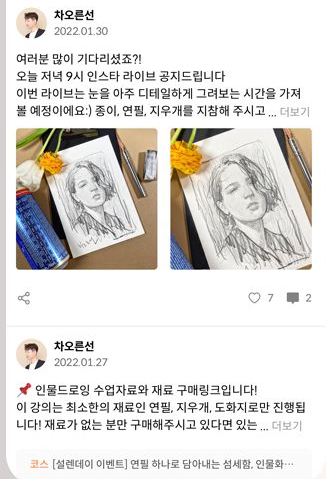 차오름선
2022.01.30
여러분 많이 기다리셨죠?!
오늘 저녁 9시 인스타 라이브 공지드립니다
이번 라이브는 눈을 아주 디테일하게 그려보는 시간을 가져
볼 예정이에요:) 종이, 연필, 지우개를 지참해 주시고 ... 더보기
7
2
차오름선
2022.01.27
📌 인물드로잉 수업자료와 재료 구매링크입니다!
이 강의는 최소한의 재료인 연필, 지우개, 도화지로만 진행됩
니다! 재료가 없는 분만 구매해주시고 있다면 있는 ... 더보기
코스 [설렌데이 이벤트] 연필 하나로 담아내는 섬세함, 인물화…